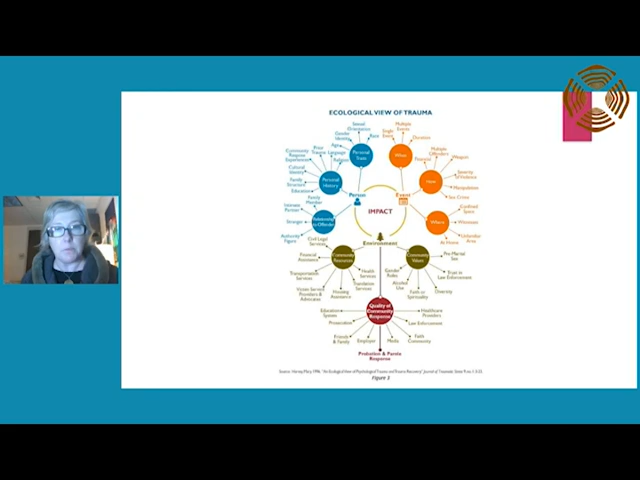 ECOLOGICAL VIEW OF TRAUMA
Sexual
Orientation
Gender
Identity
Race
Age
Language
Religion
Personal
Traits
Prior
Trauma
Community
Response
Experiences
Cultural
Identity
Family
Structure
Education
Personal
History
Family
Member
Intimate
Partner
Stranger
Authority
Figure
Relationship
to Offender
Person
Multiple
Events
Single
Event
Duration
What
Multiple
Offenders
Weapon
Severity
of Violence
Manipulation
Sex Crime
How
Confined
Space
Witnesses
Unfamiliar
Area
At Home
Where
Event
IMPACT
Environment
Civil Legal
Services
Financial
Assistance
Transportation
Services
Victim Service
Providers &
Advocates
Housing
Assistance
Translation
Services
Health
Services
Community
Resources
Community
Values
Gender
Roles
Alcohol
Use
Faith or
Spirituality
Diversity
Trust in
Law Enforcement
Pre-Marital
Sex
Quality of
Community
Response
Education
System
Prosecution
Friends
& Family
Employer
Media
Faith
Community
Law Enforcement
Healthcare
Providers
Probation & Parole
Response
Figure 3